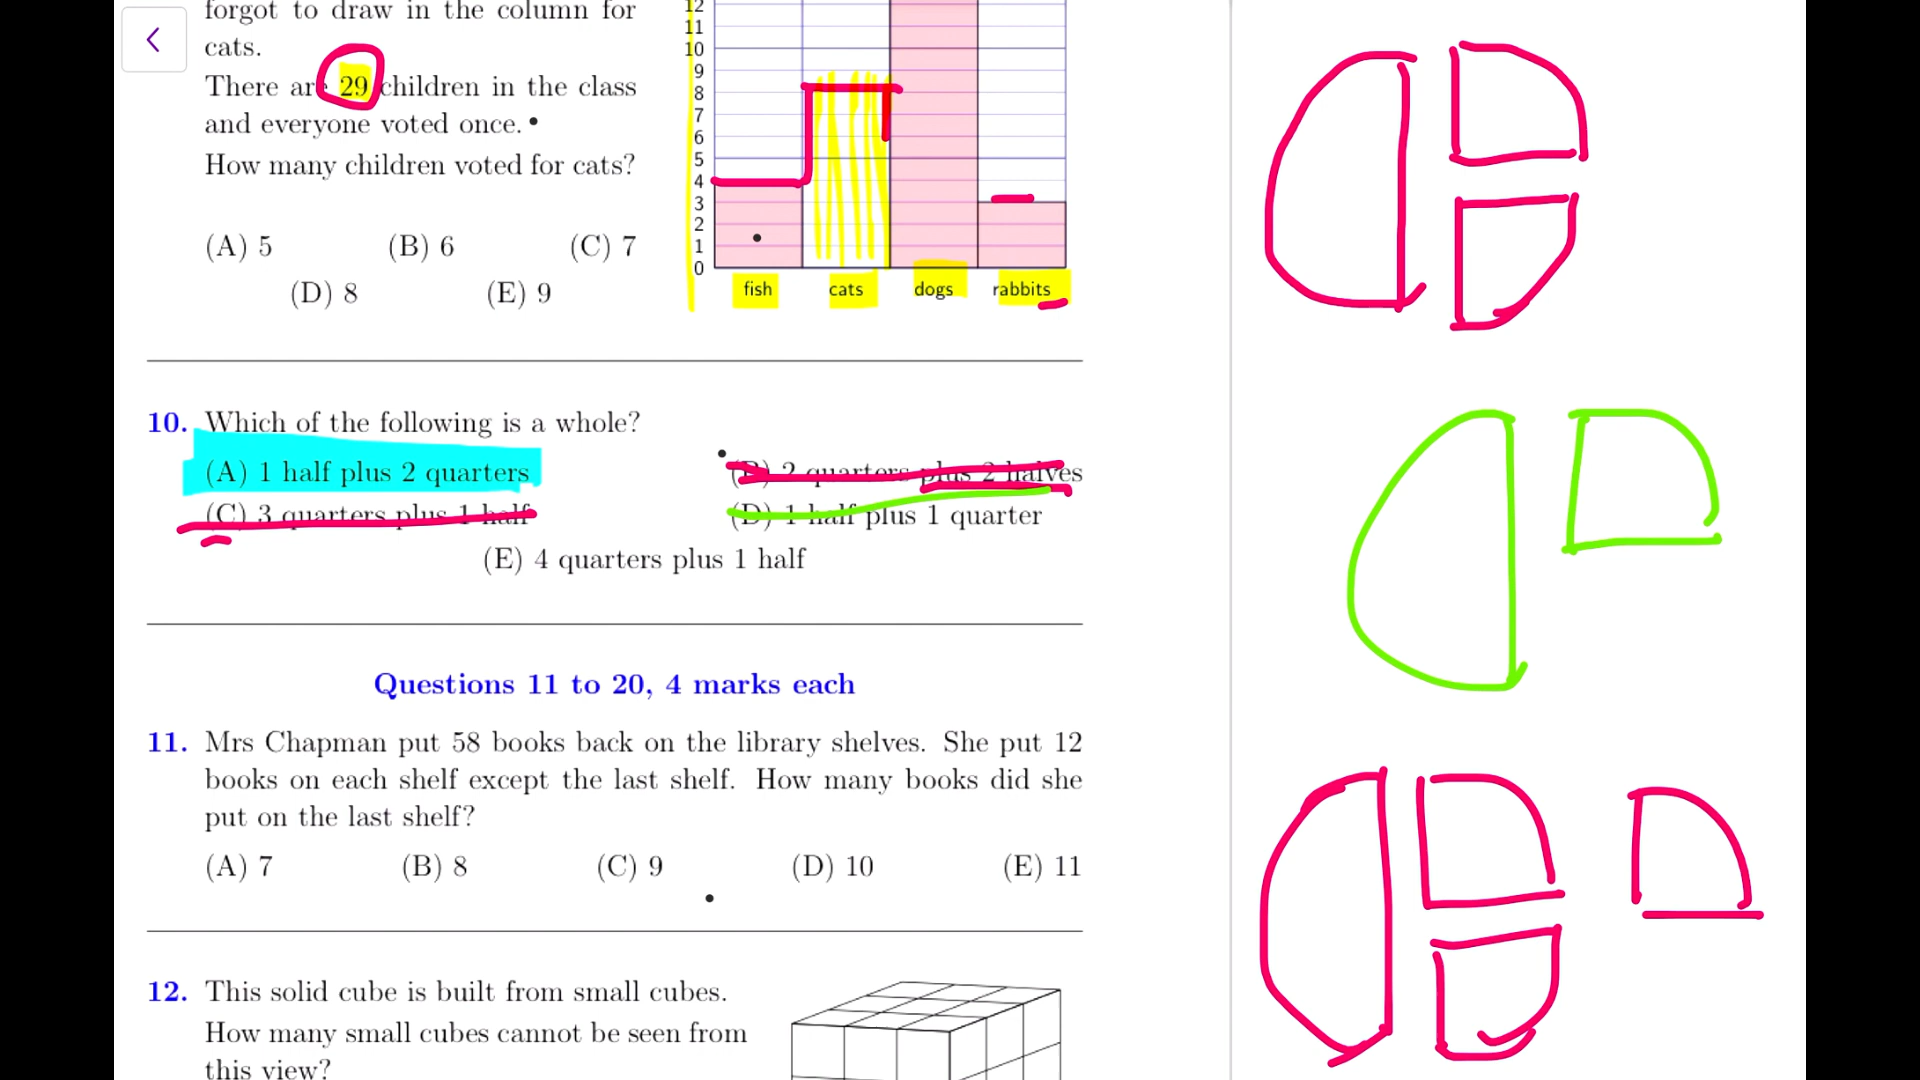 forgot to draw in the column for
cats.
There are 29 children in the class
and everyone voted once.
How many children voted for cats?
(A) 5 (B) 6 (C) 7
(D) 8 (E) 9
12
11
10
9
8
7
6
5
4
3
2
1
0
fish cats dogs rabbits
10. Which of the following is a whole?
(A) 1 half plus 2 quarters (B) 2 quarters plus 2 halves
(C) 3 quarters plus 1 half (D) 1 half plus 1 quarter
(E) 4 quarters plus 1 half
Questions 11 to 20, 4 marks each
11. Mrs Chapman put 58 books back on the library shelves. She put 12
books on each shelf except the last shelf. How many books did she
put on the last shelf?
(A) 7 (B) 8 (C) 9 (D) 10 (E) 11
12. This solid cube is built from small cubes.
How many small cubes cannot be seen from
this view?